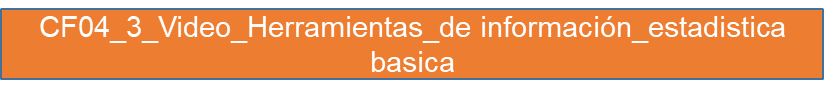 CF04_3_Video_Herramientas_de información_estadistica
basica